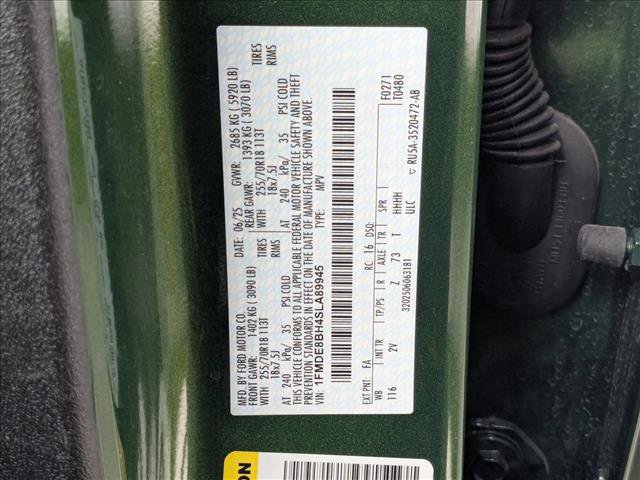 MFD. BY FORD MOTOR CO.
DATE: 06/25 GVWR: 2685 KG ( 5920 LB)
FRONT GAWR: 1402 KG ( 3090 LB)
REAR GAWR: 1393 KG ( 3070 LB)
WITH 255/70R18 113T TIRES
WITH 255/70R18 113T TIRES
18x7.5J RIMS
18x7.5J RIMS
AT 240 kPa/ 35 PSI COLD
AT 240 kPa/ 35 PSI COLD
THIS VEHICLE CONFORMS TO ALL APPLICABLE FEDERAL MOTOR VEHICLE SAFETY AND THEFT
PREVENTION STANDARDS IN EFFECT ON THE DATE OF MANUFACTURE SHOWN ABOVE.
VIN: 1FMDE8BH4SLA89945
TYPE: MPV
F0271
T0480
EXT PNT: FA RC: 16 DSO:
WB INT TR TP/PS R AXLE TR SPR
116 2V Z 73 T HHHH
ULC
3202506063181
▽ RU5A-3520472-AB
ON